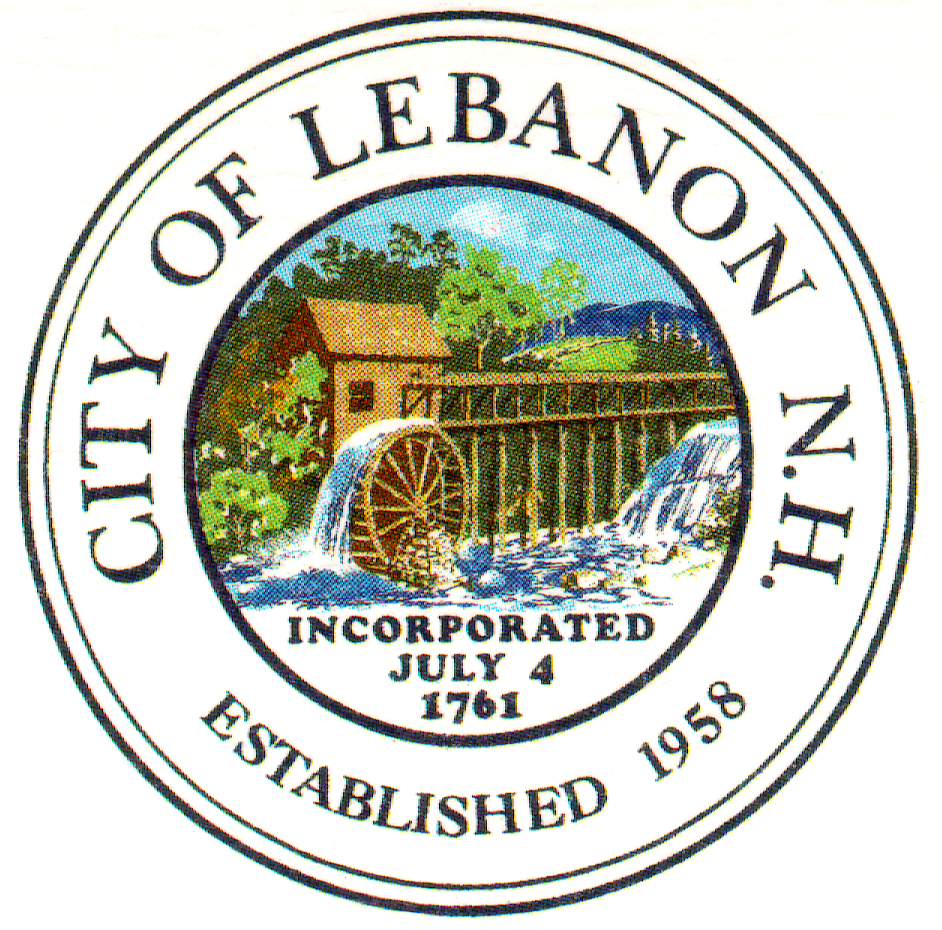 CITY OF LEBANON N.H.
INCORPORATED
JULY 4
1761
ESTABLISHED 1958